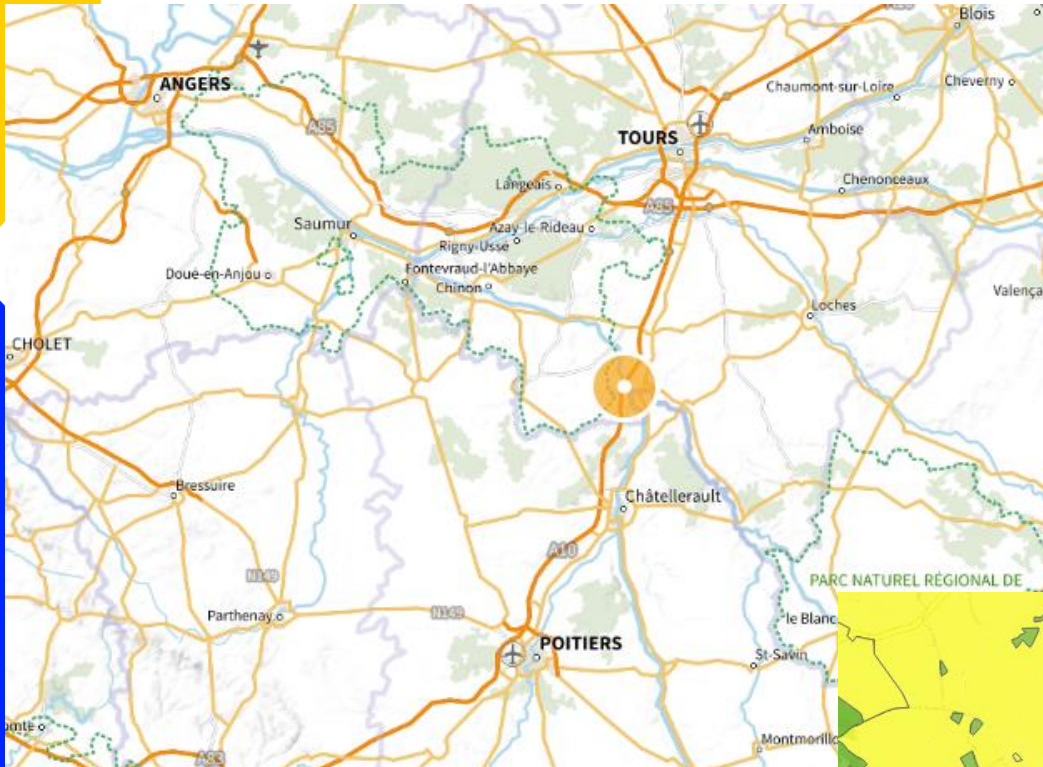 Blois
ANGERS
Chaumont-sur-Loire
Cheverny
A85
TOURS
Amboise
Langeais
Chenonceaux
A85
Saumur
Azay-le-Rideau
Rigny-Ussé
Doué-en-Anjou
Fontevraud-l'Abbaye
Chinon
Loches
Valença
CHOLET
Bressuire
Châtellerault
A10
N149
PARC NATUREL RÉGIONAL DE
Parthenay
N149
le Blanc
POITIERS
St-Savin
omté
Montmorillo
A83